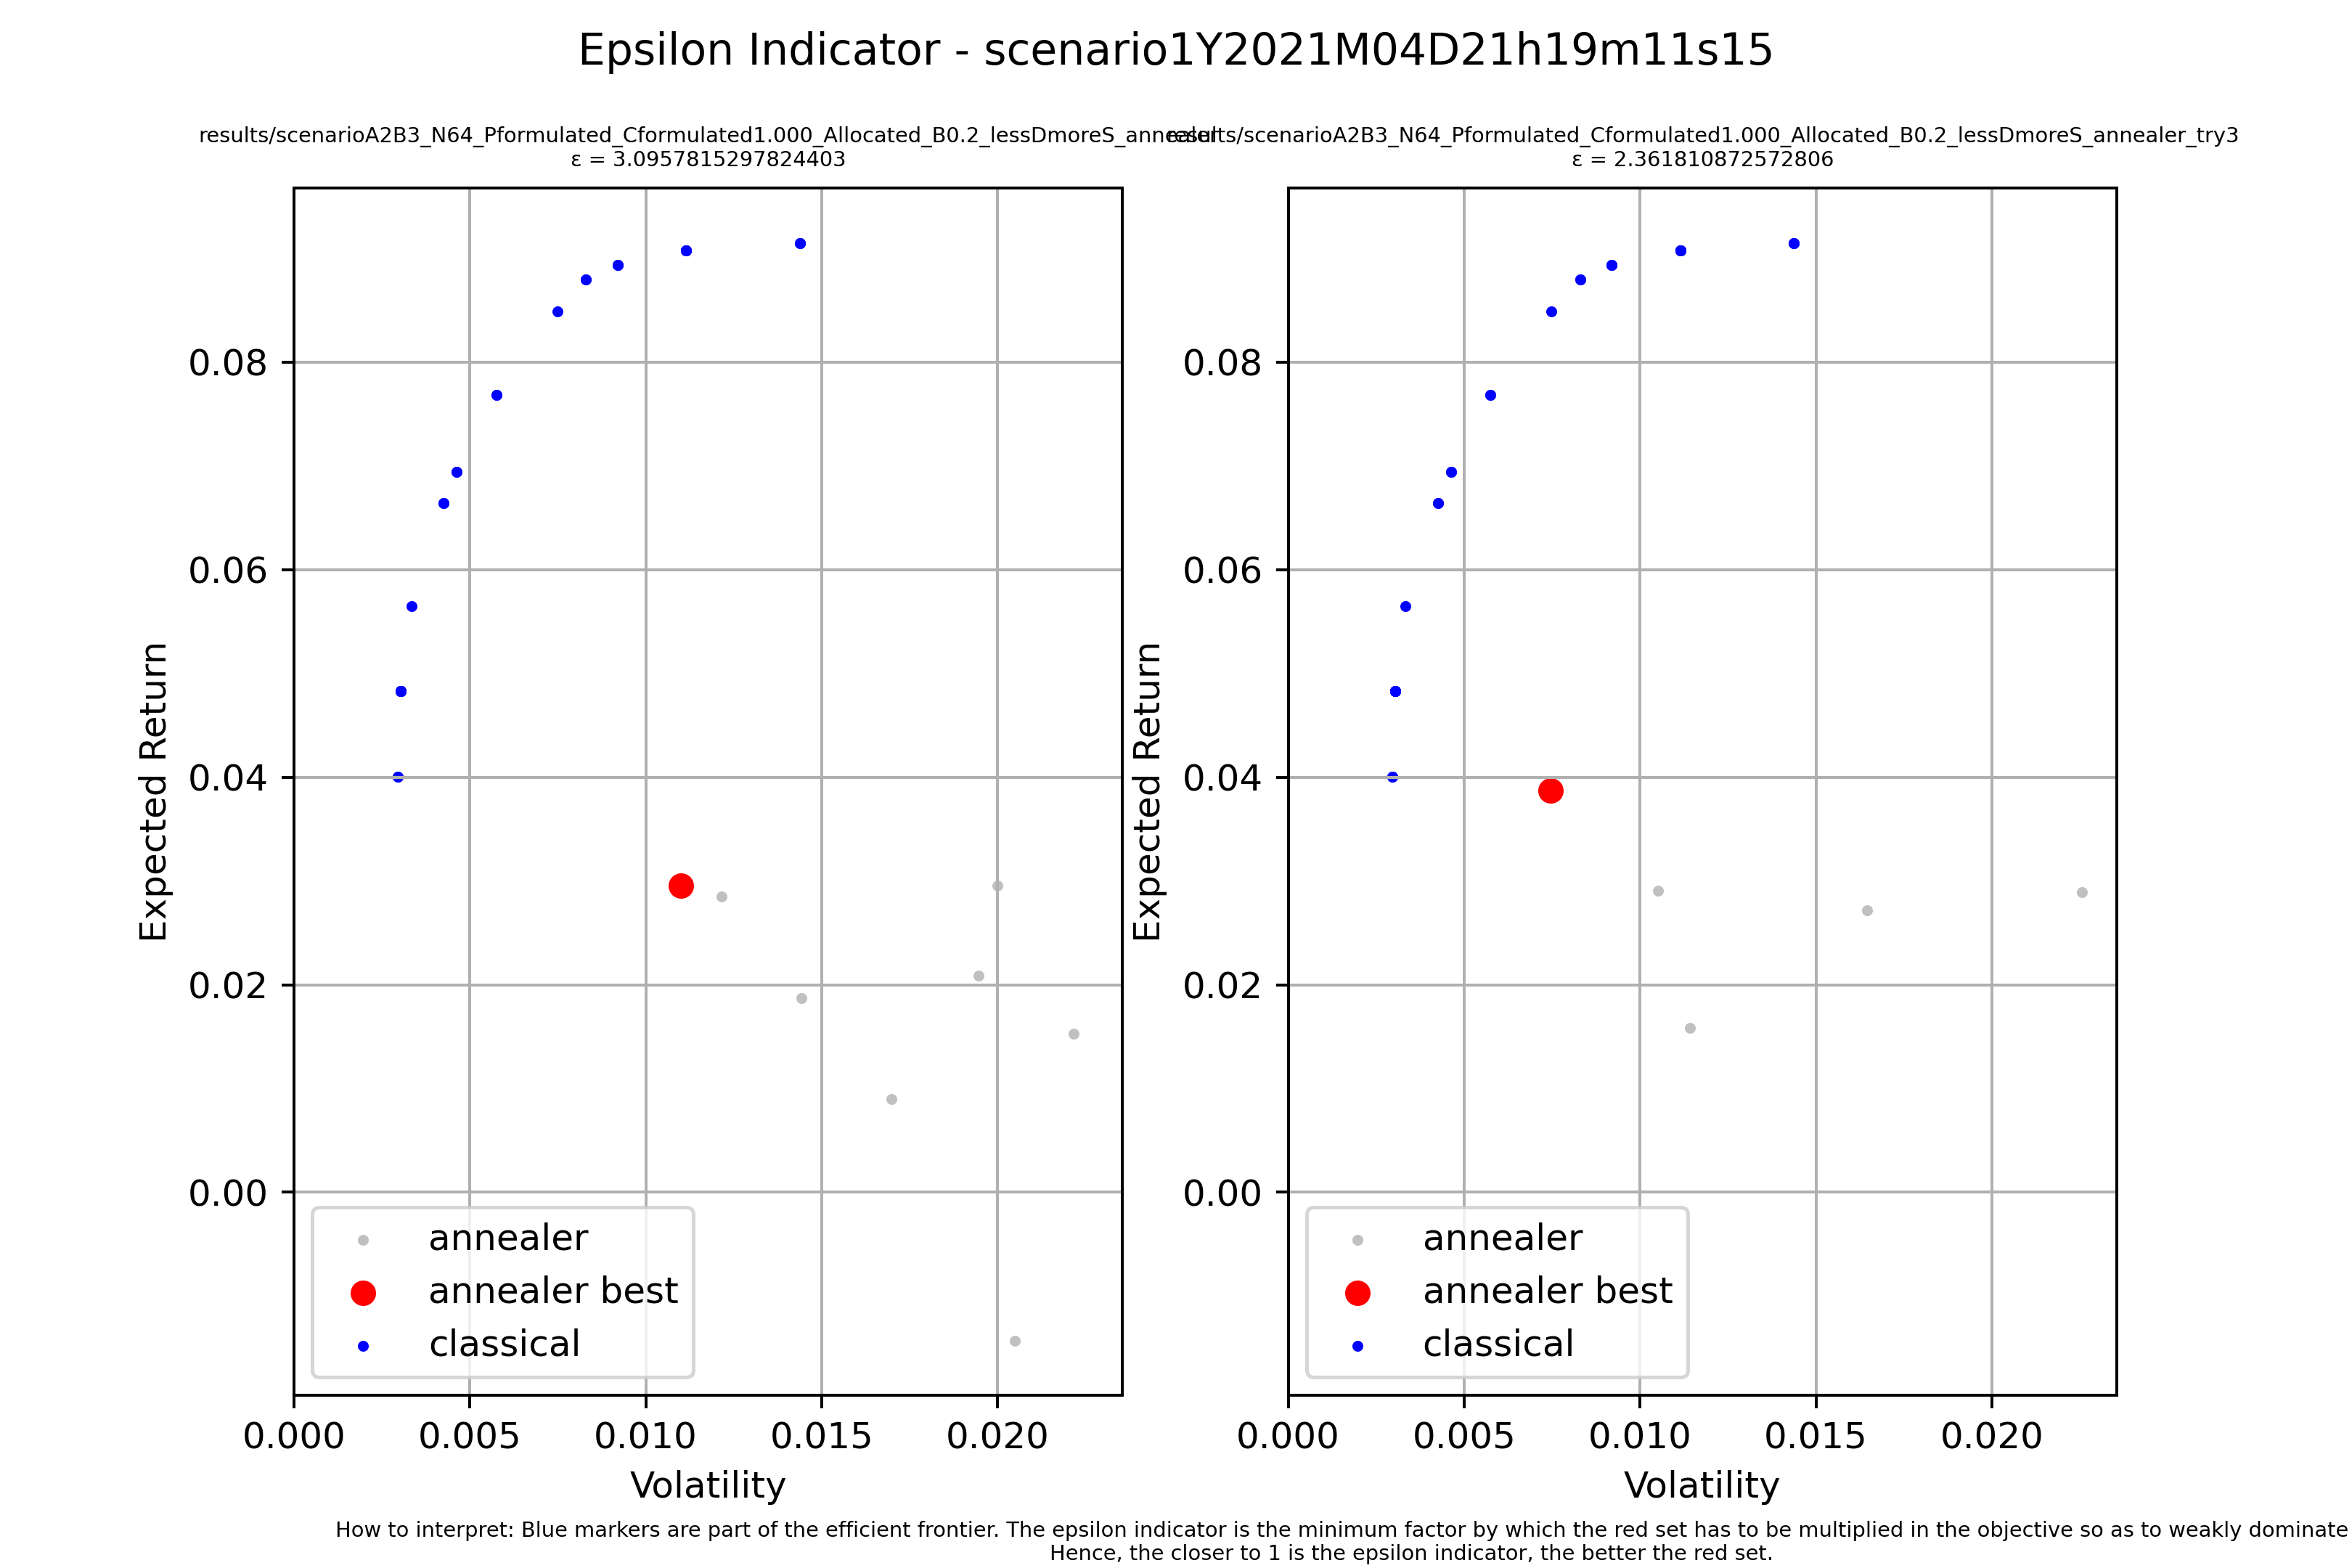 Epsilon Indicator - scenario1Y2021M04D21h19m11s15
results/scenarioA2B3_N64_Pformulated_Cformulated1.000_Allocated_B0.2_lessDmoreS_annealer
ε = 3.0957815297824403
results/scenarioA2B3_N64_Pformulated_Cformulated1.000_Allocated_B0.2_lessDmoreS_annealer_try3
ε = 2.361810872572806
Expected Return
0.08
0.06
0.04
0.02
0.00
annealer
annealer best
classical
0.000 0.005 0.010 0.015 0.020
Volatility
Expected Return
0.08
0.06
0.04
0.02
0.00
annealer
annealer best
classical
0.000 0.005 0.010 0.015 0.020
Volatility
How to interpret: Blue markers are part of the efficient frontier. The epsilon indicator is the minimum factor by which the red set has to be multiplied in the objective so as to weakly dominate
Hence, the closer to 1 is the epsilon indicator, the better the red set.